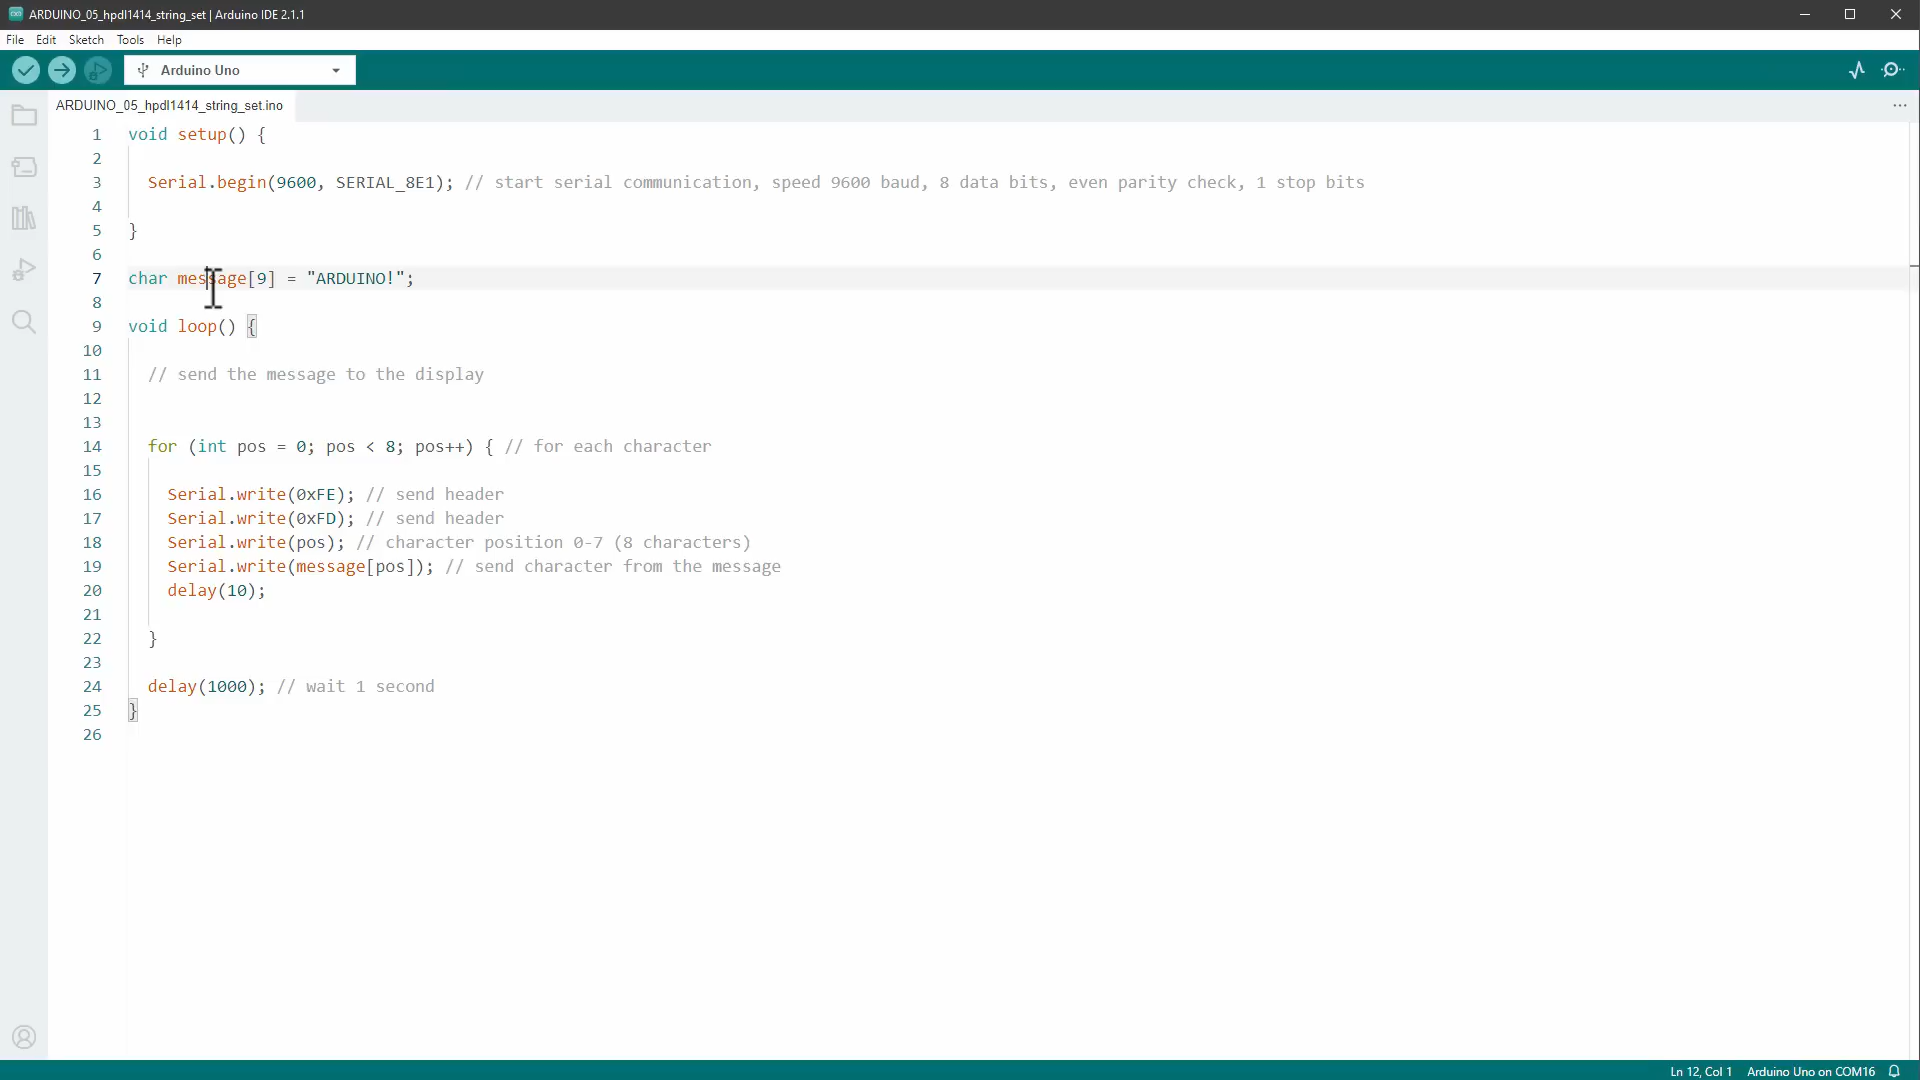 ARDUINO_05_hpdl1414_string_set | Arduino IDE 2.1.1
File Edit Sketch Tools Help
Arduino Uno
ARDUINO_05_hpdl1414_string_set.ino
1 void setup() {
2
3 Serial.begin(9600, SERIAL_8E1); // start serial communication, speed 9600 baud, 8 data bits, even parity check, 1 stop bits
4
5 }
6
7 char message[9] = "ARDUINO!";
8
9 void loop() {
10
11 // send the message to the display
12
13
14 for (int pos = 0; pos < 8; pos++) { // for each character
15
16 Serial.write(0xFE); // send header
17 Serial.write(0xFD); // send header
18 Serial.write(pos); // character position 0-7 (8 characters)
19 Serial.write(message[pos]); // send character from the message
20 delay(10);
21
22 }
23
24 delay(1000); // wait 1 second
25 }
26
Ln 12, Col 1 Arduino Uno on COM16